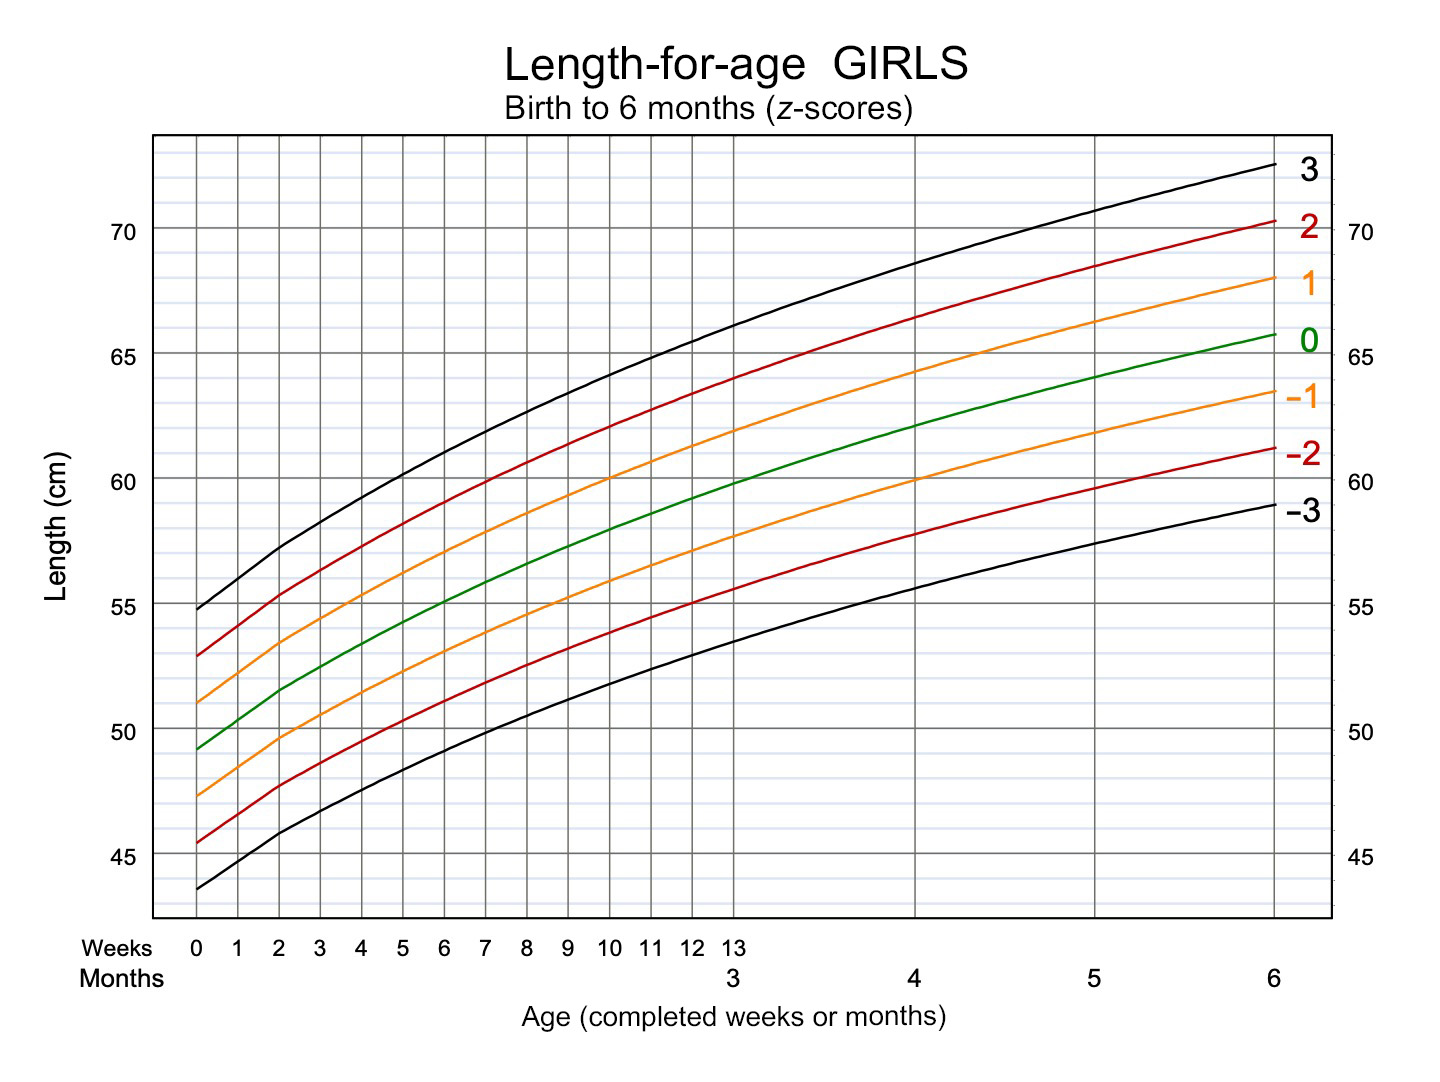 Length-for-age GIRLS
Birth to 6 months (z-scores)
3
70 2 70
1
65 0 65
–1
60 –2 60
–3
55 55
50 50
45 45
Length (cm)
Weeks 0 1 2 3 4 5 6 7 8 9 10 11 12 13
Months 3 4 5 6
Age (completed weeks or months)